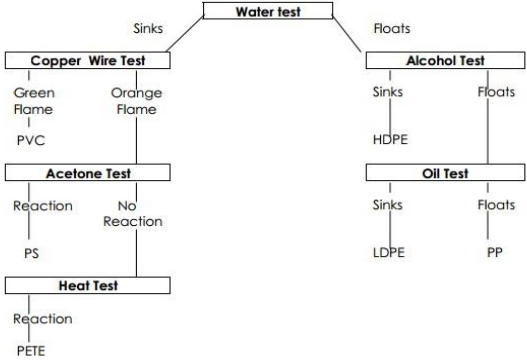 Water test
Sinks Floats
Copper Wire Test Alcohol Test
Green Orange Sinks Floats
Flame Flame
PVC HDPE
Acetone Test Oil Test
Reaction No Sinks Floats
Reaction
PS LDPE PP
Heat Test
Reaction
PETE